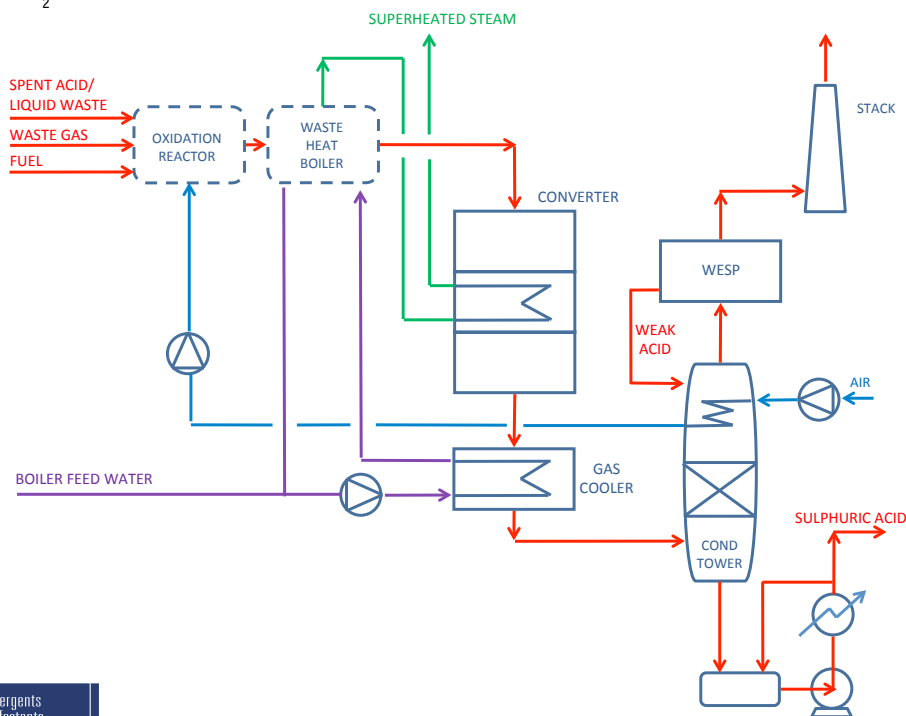 2
SUPERHEATED STEAM
SPENT ACID/
LIQUID WASTE
WASTE GAS
FUEL
OXIDATION
REACTOR
WASTE
HEAT
BOILER
CONVERTER
STACK
WESP
WEAK
ACID
AIR
BOILER FEED WATER
GAS
COOLER
SULPHURIC ACID
COND
TOWER
ergents